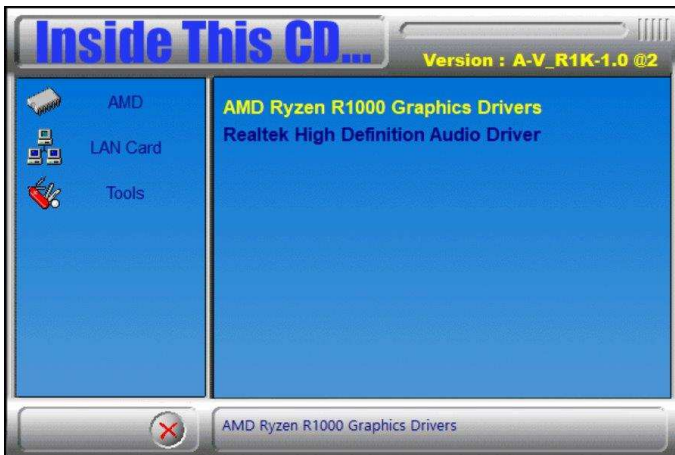 Inside This CD...
Version : A-V_R1K-1.0 @2
AMD
LAN Card
Tools
AMD Ryzen R1000 Graphics Drivers
Realtek High Definition Audio Driver
AMD Ryzen R1000 Graphics Drivers